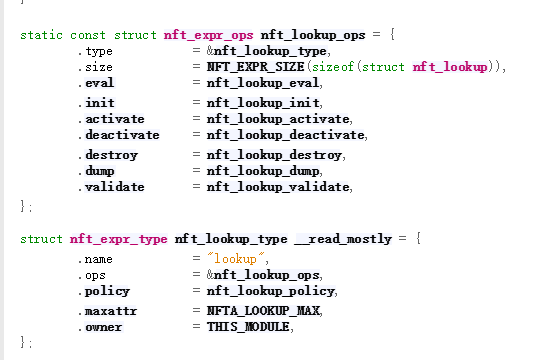 }
static const struct nft_expr_ops nft_lookup_ops = {
.type = &nft_lookup_type,
.size = NFT_EXPR_SIZE(sizeof(struct nft_lookup)),
.eval = nft_lookup_eval,
.init = nft_lookup_init,
.activate = nft_lookup_activate,
.deactivate = nft_lookup_deactivate,
.destroy = nft_lookup_destroy,
.dump = nft_lookup_dump,
.validate = nft_lookup_validate,
};
struct nft_expr_type nft_lookup_type __read_mostly = {
.name = "lookup",
.ops = &nft_lookup_ops,
.policy = nft_lookup_policy,
.maxattr = NFTA_LOOKUP_MAX,
.owner = THIS_MODULE,
};